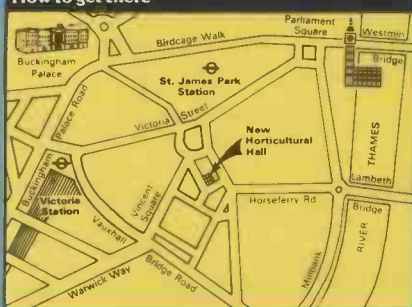 How to get there
Parliament
Square
Westmin
Bridge
Birdcage Walk
Buckingham
Palace
St. James Park
Station
Victoria Street
Buckingham Palace Road
New
Horticultural
Hall
THAMES
Lambeth
Bridge
Horseferry Rd
Victoria
Station
Vincent
Square
Vauxhall
Bridge Road
Warwick Way
Millbank
RIVER